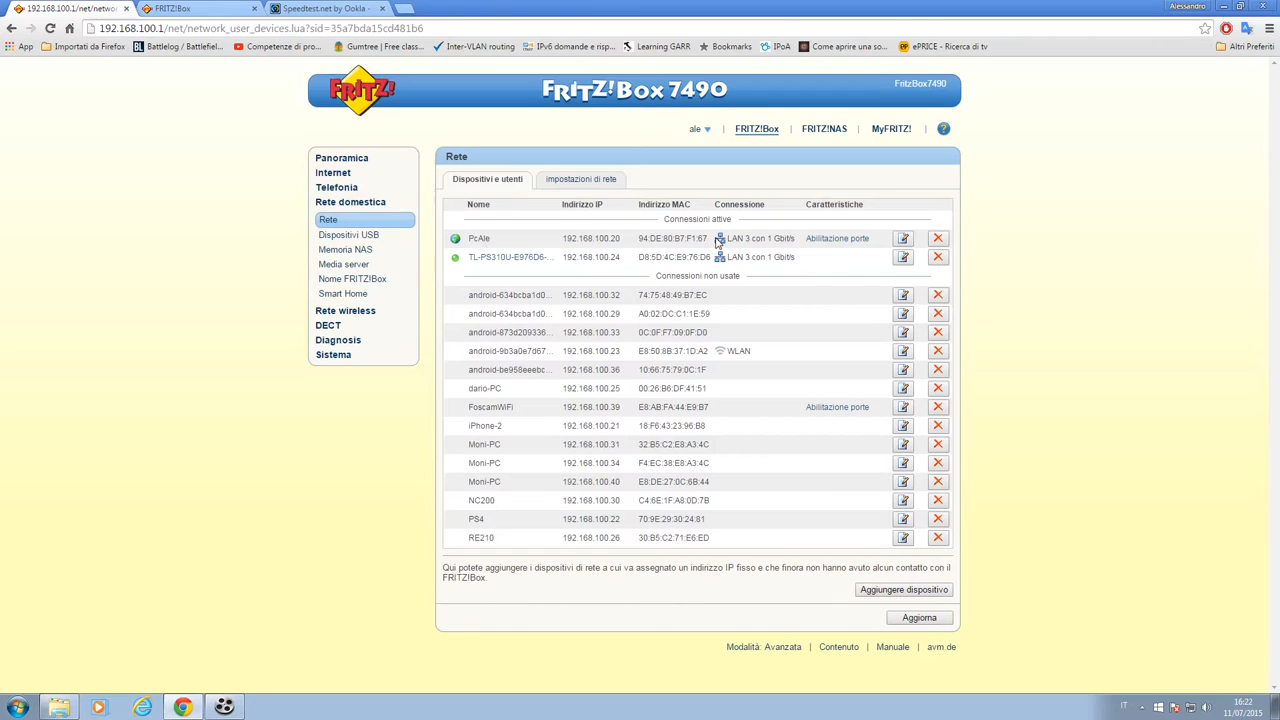 192.168.100.1/net/networ
FRITZ!Box
Speedtest.net by Ookla -
Alessandro
192.168.100.1/net/network_user_devices.lua?sid=35a7bda15cd481b6
App
Importati da Firefox
Battlelog / Battlefiel...
Competenze di pro...
Gumtree | Free class...
Inter-VLAN routing
IPv6 domande e risp...
Learning GARR
Bookmarks
IPoA
Come aprire una so...
ePRICE - Ricerca di tv
Altri Preferiti
FRITZ!
FRITZ!Box 7490
FritzBox7490
ale
FRITZ!Box
FRITZ!NAS
MyFRITZ!
?
Panoramica
Internet
Telefonia
Rete domestica
Rete
Dispositivi USB
Memoria NAS
Media server
Nome FRITZ!Box
Smart Home
Rete wireless
DECT
Diagnosis
Sistema
Rete
Dispositivi e utenti
impostazioni di rete
Nome Indirizzo IP Indirizzo MAC Connessione Caratteristiche
Connessioni attive
PcAle 192.168.100.20 94:DE:80:B7:F1:67 LAN 3 con 1 Gbit/s Abilitazione porte
TL-PS310U-E976D6-... 192.168.100.24 D8:5D:4C:E9:76:D6 LAN 3 con 1 Gbit/s
Connessioni non usate
android-634bcba1d0... 192.168.100.32 74:75:48:49:B7:EC
android-634bcba1d0... 192.168.100.29 A0:02:DC:C1:1E:59
android-873d209336... 192.168.100.33 0C:0F:F7:09:0F:D0
android-9b3a0e7d67... 192.168.100.23 E8:50:8B:37:1D:A2 WLAN
android-be958eeebc... 192.168.100.36 10:66:75:79:0C:1F
dario-PC 192.168.100.25 00:26:B6:DF:41:51
FoscamWiFi 192.168.100.39 E8:AB:FA:44:E9:B7 Abilitazione porte
iPhone-2 192.168.100.21 18:F6:43:23:96:B8
Moni-PC 192.168.100.31 32:B5:C2:E8:A3:4C
Moni-PC 192.168.100.34 F4:EC:38:E8:A3:4C
Moni-PC 192.168.100.40 E8:DE:27:0C:6B:44
NC200 192.168.100.30 C4:6E:1F:A8:0D:7B
PS4 192.168.100.22 70:9E:29:30:24:81
RE210 192.168.100.26 30:B5:C2:71:E6:ED
Qui potete aggiungere i dispositivi di rete a cui va assegnato un indirizzo IP fisso e che finora non hanno avuto alcun contatto con il
FRITZ!Box.
Aggiungere dispositivo
Aggiorna
Modalità: Avanzata | Contenuto | Manuale | avm.de
IT
16:22
11/07/2015